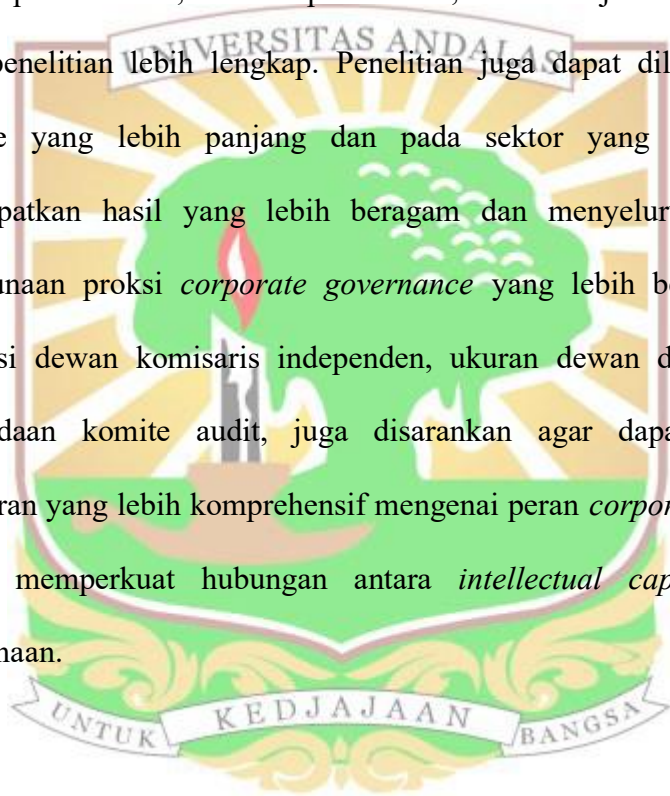 UNIVERSITAS ANDALAS
penelitian lebih lengkap. Penelitian juga dapat dil
e yang lebih panjang dan pada sektor yang
patkan hasil yang lebih beragam dan menyelur
unaan proksi corporate governance yang lebih be
si dewan komisaris independen, ukuran dewan d
daan komite audit, juga disarankan agar dapa
ran yang lebih komprehensif mengenai peran corpor
memperkuat hubungan antara intellectual cap
haan.
UNTUK KEDJAJAAN BANGSA